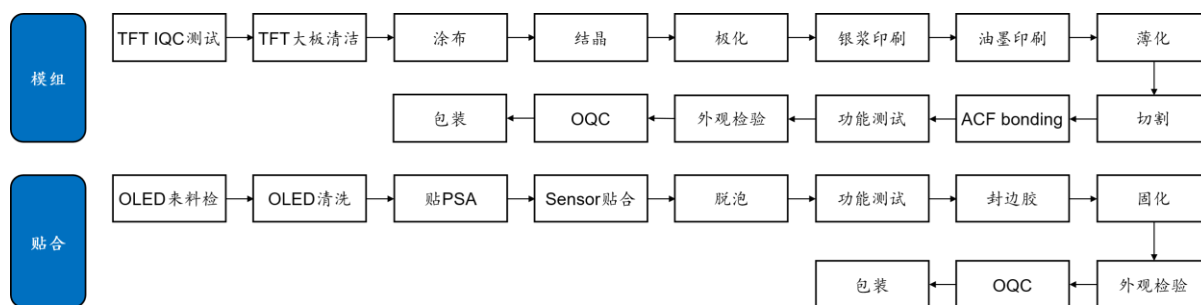 模组
TFT IQC测试
TFT大板清洁
涂布
结晶
极化
银浆印刷
油墨印刷
薄化
切割
ACF bonding
功能测试
外观检验
OQC
包装
贴合
OLED来料检
OLED清洗
贴PSA
Sensor贴合
脱泡
功能测试
封边胶
固化
外观检验
OQC
包装